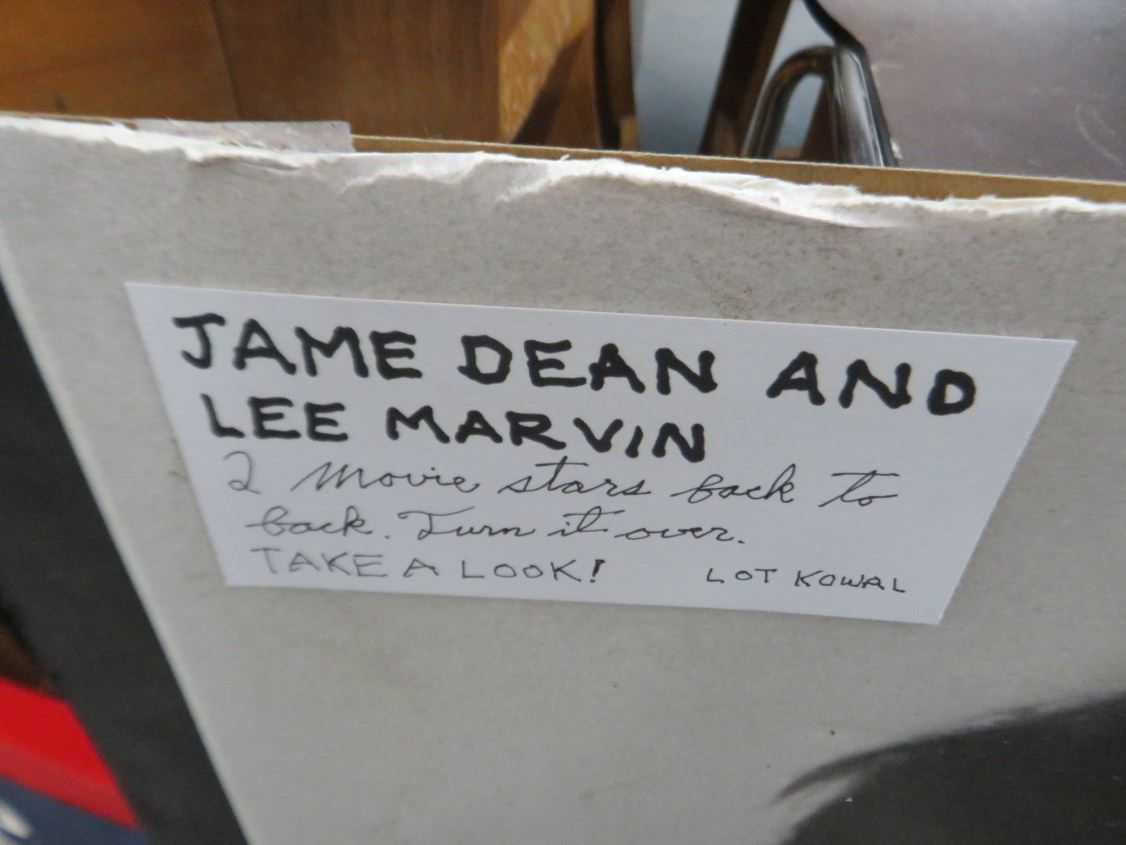 JAME DEAN AND
LEE MARVIN
2 Movie stars back to
back. Turn it over.
TAKE A LOOK! LOT KOWAL